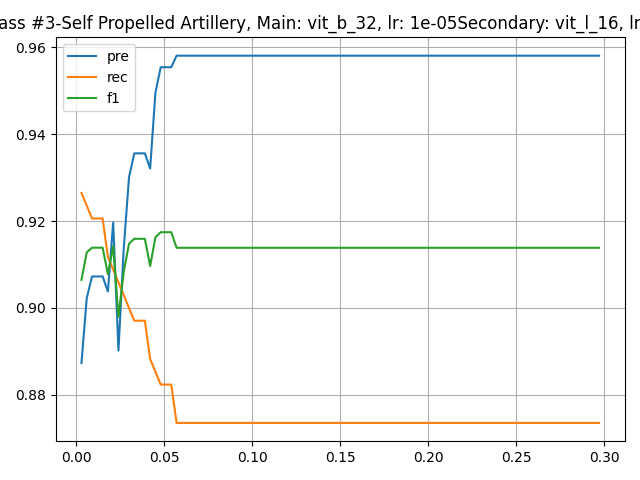 ass #3-Self Propelled Artillery, Main: vit_b_32, lr: 1e-05Secondary: vit_l_16, lr
pre
rec
f1
0.96
0.94
0.92
0.90
0.88
0.00 0.05 0.10 0.15 0.20 0.25 0.30